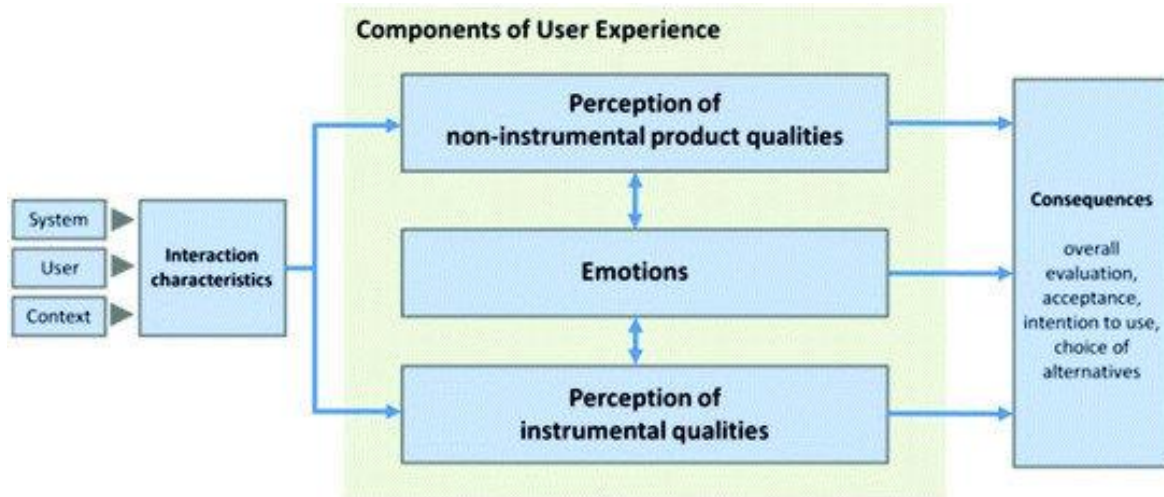 Components of User Experience
System
User
Context
Interaction
characteristics
Perception of
non-instrumental product qualities
Emotions
Perception of
instrumental qualities
Consequences
overall
evaluation,
acceptance,
intention to use,
choice of
alternatives